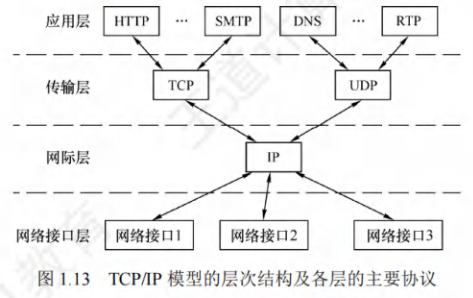 应用层 HTTP … SMTP DNS … RTP
传输层 TCP UDP
网际层 IP
网络接口层 网络接口1 网络接口2 网络接口3
图 1.13 TCP/IP 模型的层次结构及各层的主要协议